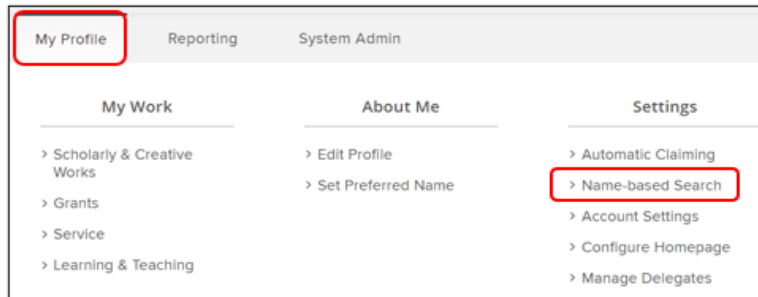 My Profile Reporting System Admin
My Work About Me Settings
> Scholarly & Creative > Edit Profile > Automatic Claiming
Works > Set Preferred Name > Name-based Search
> Grants > Account Settings
> Service > Configure Homepage
> Learning & Teaching > Manage Delegates